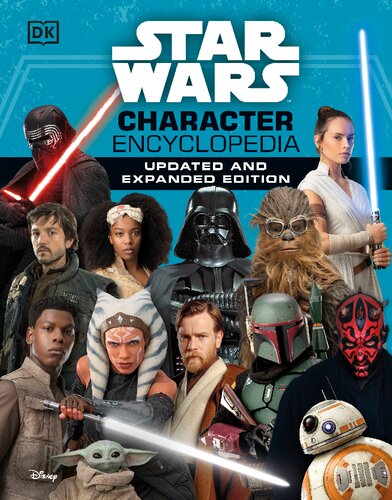 DK
STAR
WARS
CHARACTER
ENCYCLOPEDIA
UPDATED AND
EXPANDED EDITION
Disney